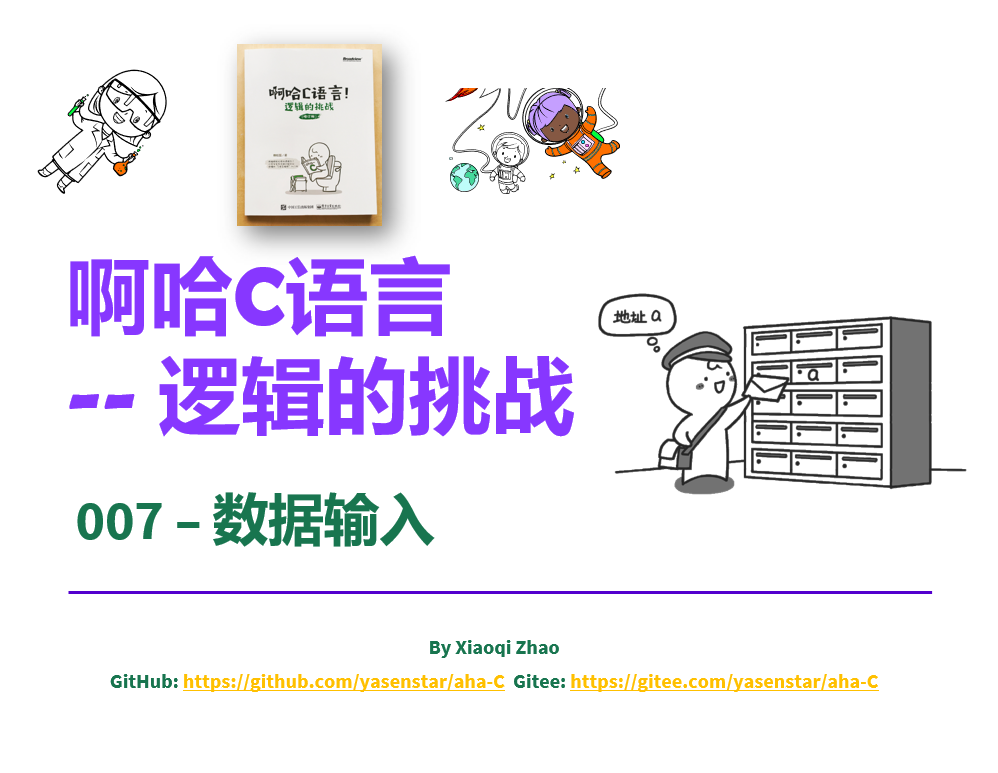 啊哈C语言!
逻辑的挑战
啊哈C语言
-- 逻辑的挑战
地址 a
a
007 – 数据输入
By Xiaoqi Zhao
GitHub: https://github.com/yasenstar/aha-C Gitee: https://gitee.com/yasenstar/aha-C